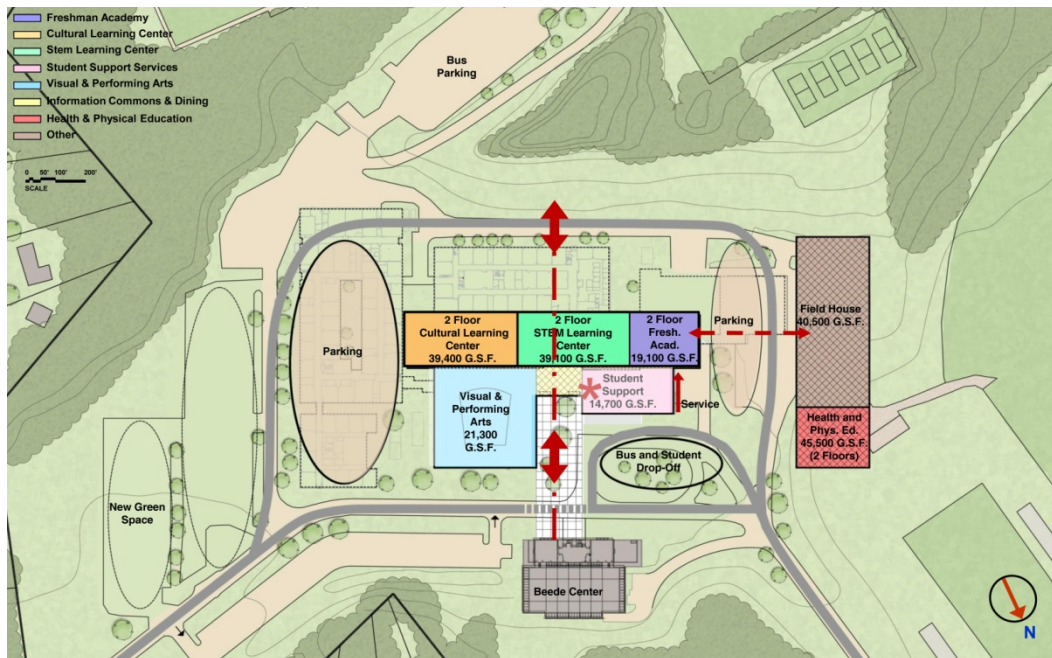 Freshman Academy
Cultural Learning Center
Stem Learning Center
Student Support Services
Visual & Performing Arts
Information Commons & Dining
Health & Physical Education
Other
0 50' 100' 200'
SCALE
Bus
Parking
Parking
2 Floor
Cultural Learning
Center
39,400 G.S.F.
2 Floor
STEM Learning
Center
39,100 G.S.F.
2 Floor
Fresh.
Acad.
19,100 G.S.F.
Parking
Field House
40,500 G.S.F.
Visual &
Performing
Arts
21,300
G.S.F.
Student
Support
14,700 G.S.F.
Service
Health and
Phys. Ed.
45,500 G.S.F.
(2 Floors)
Bus and Student
Drop-Off
New Green
Space
Beede Center
N